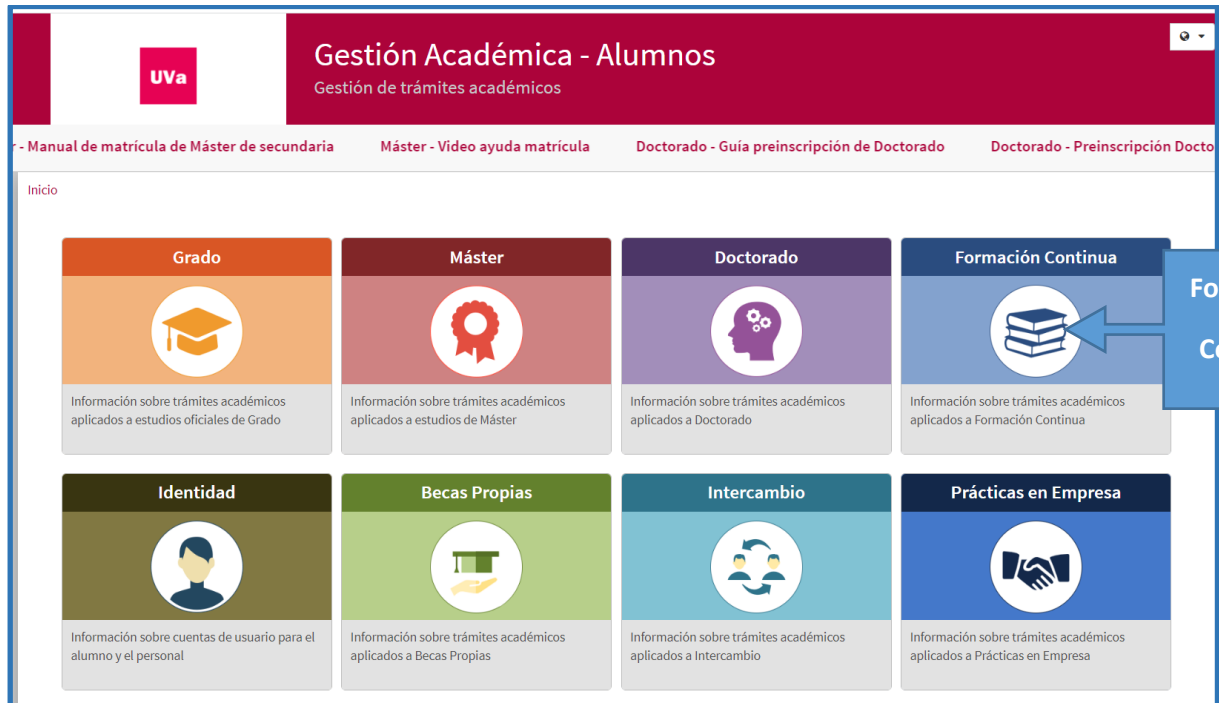 UVa
Gestión Académica - Alumnos
Gestión de trámites académicos
- Manual de matrícula de Máster de secundaria
Máster - Video ayuda matrícula
Doctorado - Guía preinscripción de Doctorado
Doctorado - Preinscripción Docto
Inicio
Grado
Información sobre trámites académicos
aplicados a estudios oficiales de Grado
Máster
Información sobre trámites académicos
aplicados a estudios de Máster
Doctorado
Información sobre trámites académicos
aplicados a Doctorado
Formación Continua
Información sobre trámites académicos
aplicados a Formación Continua
Fo
Identidad
Información sobre cuentas de usuario para el
alumno y el personal
Becas Propias
Información sobre trámites académicos
aplicados a Becas Propias
Intercambio
Información sobre trámites académicos
aplicados a Intercambio
Prácticas en Empresa
Información sobre trámites académicos
aplicados a Prácticas en Empresa